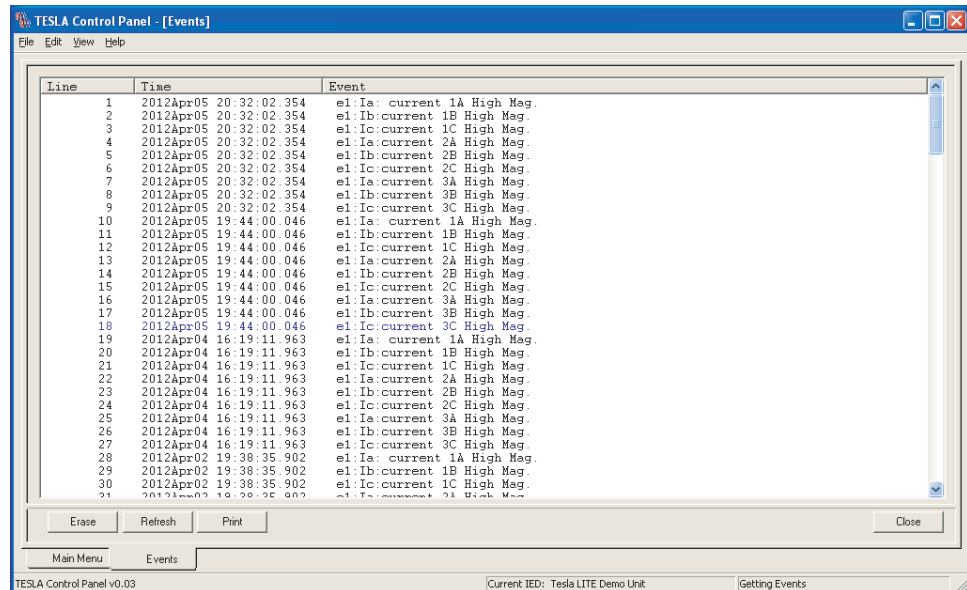 TESLA Control Panel - [Events]
File Edit View Help
Line Time Event
1 2012Apr05 20:32:02.354 e1:Ia: current 1A High Mag.
2 2012Apr05 20:32:02.354 e1:Ib:current 1B High Mag.
3 2012Apr05 20:32:02.354 e1:Ic:current 1C High Mag.
4 2012Apr05 20:32:02.354 e1:Ia:current 2A High Mag.
5 2012Apr05 20:32:02.354 e1:Ib:current 2B High Mag.
6 2012Apr05 20:32:02.354 e1:Ic:current 2C High Mag.
7 2012Apr05 20:32:02.354 e1:Ia:current 3A High Mag.
8 2012Apr05 20:32:02.354 e1:Ib:current 3B High Mag.
9 2012Apr05 20:32:02.354 e1:Ic:current 3C High Mag.
10 2012Apr05 19:44:00.046 e1:Ia: current 1A High Mag.
11 2012Apr05 19:44:00.046 e1:Ib:current 1B High Mag.
12 2012Apr05 19:44:00.046 e1:Ic:current 1C High Mag.
13 2012Apr05 19:44:00.046 e1:Ia:current 2A High Mag.
14 2012Apr05 19:44:00.046 e1:Ib:current 2B High Mag.
15 2012Apr05 19:44:00.046 e1:Ic:current 2C High Mag.
16 2012Apr05 19:44:00.046 e1:Ia:current 3A High Mag.
17 2012Apr05 19:44:00.046 e1:Ib:current 3B High Mag.
18 2012Apr05 19:44:00.046 e1:Ic:current 3C High Mag.
19 2012Apr04 16:19:11.963 e1:Ia: current 1A High Mag.
20 2012Apr04 16:19:11.963 e1:Ib:current 1B High Mag.
21 2012Apr04 16:19:11.963 e1:Ic:current 1C High Mag.
22 2012Apr04 16:19:11.963 e1:Ia:current 2A High Mag.
23 2012Apr04 16:19:11.963 e1:Ib:current 2B High Mag.
24 2012Apr04 16:19:11.963 e1:Ic:current 2C High Mag.
25 2012Apr04 16:19:11.963 e1:Ia:current 3A High Mag.
26 2012Apr04 16:19:11.963 e1:Ib:current 3B High Mag.
27 2012Apr04 16:19:11.963 e1:Ic:current 3C High Mag.
28 2012Apr02 19:38:35.902 e1:Ia: current 1A High Mag.
29 2012Apr02 19:38:35.902 e1:Ib:current 1B High Mag.
30 2012Apr02 19:38:35.902 e1:Ic:current 1C High Mag.
31 2012Apr02 19:38:35.902 e1:Ia:current 2A High Mag.
Erase Refresh Print Close
Main Menu Events
TESLA Control Panel v0.03 Current IED: Tesla LITE Demo Unit Getting Events